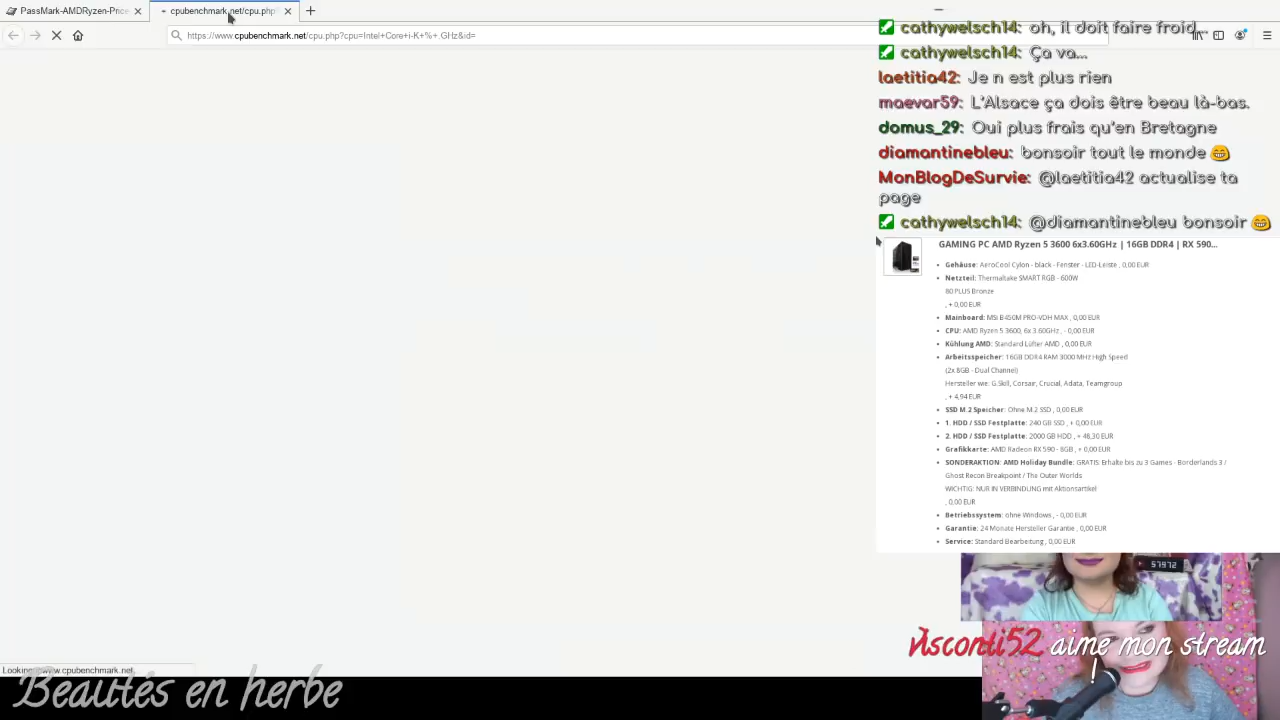 PassMark - AMDRyzen- Price
cpubenchmark.net/cpu.php?
https://www.cpubenchmark.net/cpu.php?cpu=Intel+Core+i-K+%+.GHz&id=
cathywelsch14: oh, il doit faire froid...
cathywelsch14: Ça va...
laetitia42: Je n est plus rien
maevar59: L'Alsace ça dois être beau là-bas.
domus_29: Oui plus frais qu'en Bretagne
diamantinebleu: bonsoir tout le monde 😁
MonBlogDeSurvie: @laetitia42 actualise ta
page
cathywelsch14: @diamantinebleu bonsoir 😁
GAMING PC AMD Ryzen 5 3600 6x3.60GHz | 16GB DDR4 | RX 590...
• Gehäuse: AeroCool Cylon - black - Fenster - LED-Leiste , 0,00 EUR
• Netzteil: Thermaltake SMART RGB - 600W
80 PLUS Bronze
, + 0,00 EUR
• Mainboard: MSI B450M PRO-VDH MAX , 0,00 EUR
• CPU: AMD Ryzen 5 3600, 6x 3.60GHz , - 0,00 EUR
• Kühlung AMD: Standard Lüfter AMD , 0,00 EUR
• Arbeitsspeicher: 16GB DDR4 RAM 3000 MHz High Speed
(2x 8GB - Dual Channel)
Hersteller wie: G.Skill, Corsair, Crucial, Adata, Teamgroup
, + 4,94 EUR
• SSD M.2 Speicher: Ohne M.2 SSD , 0,00 EUR
• 1. HDD / SSD Festplatte: 240 GB SSD , + 0,00 EUR
• 2. HDD / SSD Festplatte: 2000 GB HDD , + 48,30 EUR
• Grafikkarte: AMD Radeon RX 590 - 8GB , + 0,00 EUR
• SONDERAKTION: AMD Holiday Bundle: GRATIS: Erhalte bis zu 3 Games - Borderlands 3 /
Ghost Recon Breakpoint / The Outer Worlds
WICHTIG: NUR IN VERBINDUNG mit Aktionsartikel
, 0,00 EUR
• Betriebssystem: ohne Windows , - 0,00 EUR
• Garantie: 24 Monate Hersteller Garantie , 0,00 EUR
• Service: Standard Bearbeitung , 0,00 EUR
57972
visconti52 aime mon stream
!
www.cpubenchmark.net
Beautés en herbe